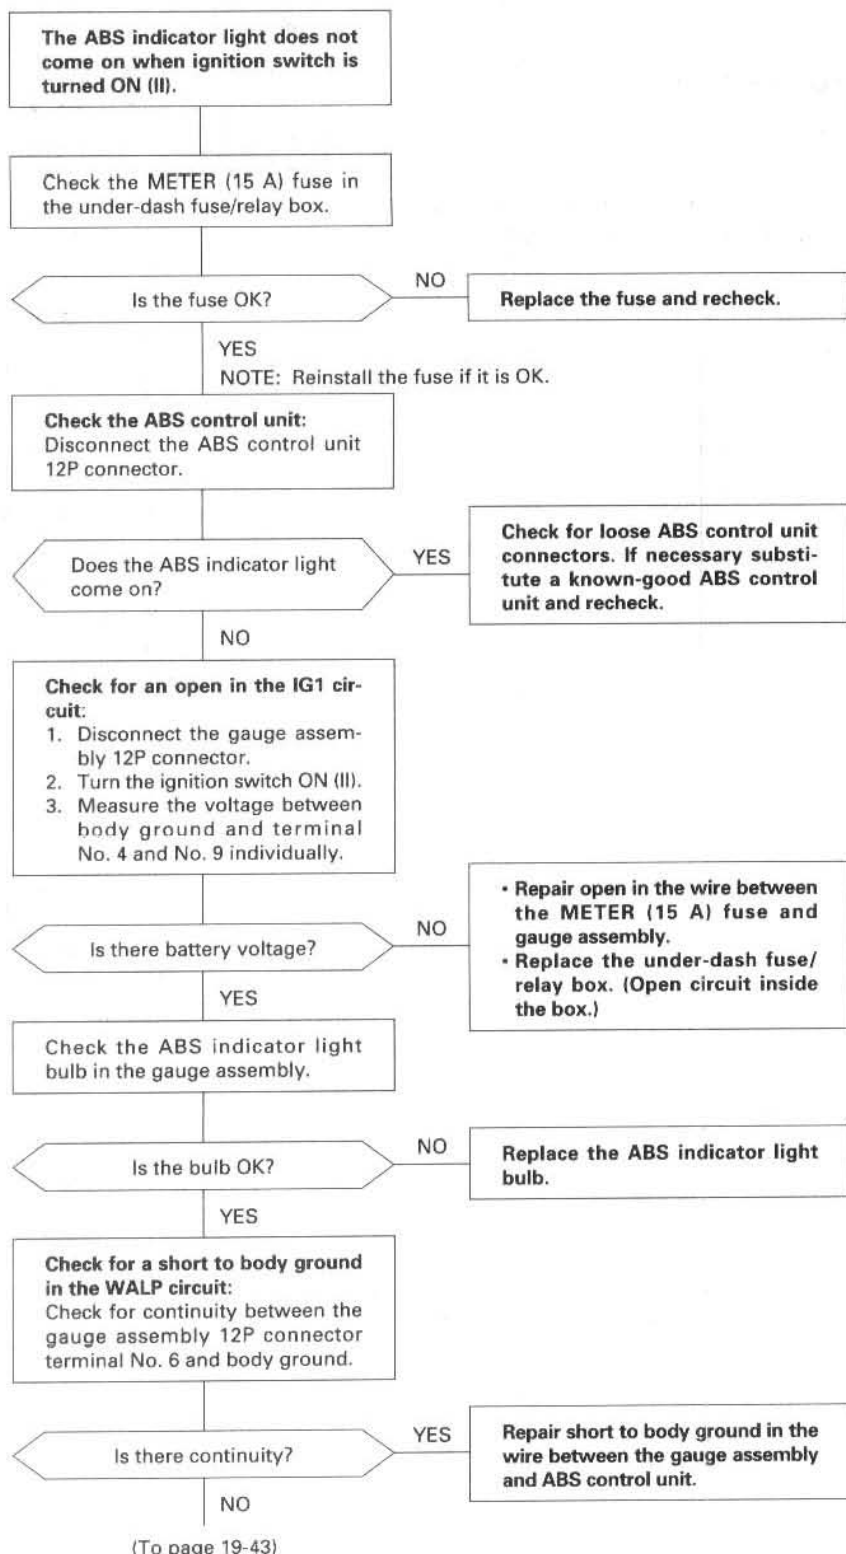 The ABS indicator light does not
come on when ignition switch is
turned ON (II).
Check the METER (15 A) fuse in
the under-dash fuse/relay box.
Is the fuse OK?
NO
Replace the fuse and recheck.
YES
NOTE: Reinstall the fuse if it is OK.
Check the ABS control unit:
Disconnect the ABS control unit
12P connector.
Does the ABS indicator light
come on?
YES
Check for loose ABS control unit
connectors. If necessary substi-
tute a known-good ABS control
unit and recheck.
NO
Check for an open in the IG1 cir-
cuit:
1. Disconnect the gauge assem-
bly 12P connector.
2. Turn the ignition switch ON (II).
3. Measure the voltage between
body ground and terminal
No. 4 and No. 9 individually.
Is there battery voltage?
NO
• Repair open in the wire between
the METER (15 A) fuse and
gauge assembly.
• Replace the under-dash fuse/
relay box. (Open circuit inside
the box.)
YES
Check the ABS indicator light
bulb in the gauge assembly.
Is the bulb OK?
NO
Replace the ABS indicator light
bulb.
YES
Check for a short to body ground
in the WALP circuit:
Check for continuity between the
gauge assembly 12P connector
terminal No. 6 and body ground.
Is there continuity?
YES
Repair short to body ground in the
wire between the gauge assembly
and ABS control unit.
NO
(To page 19-43)